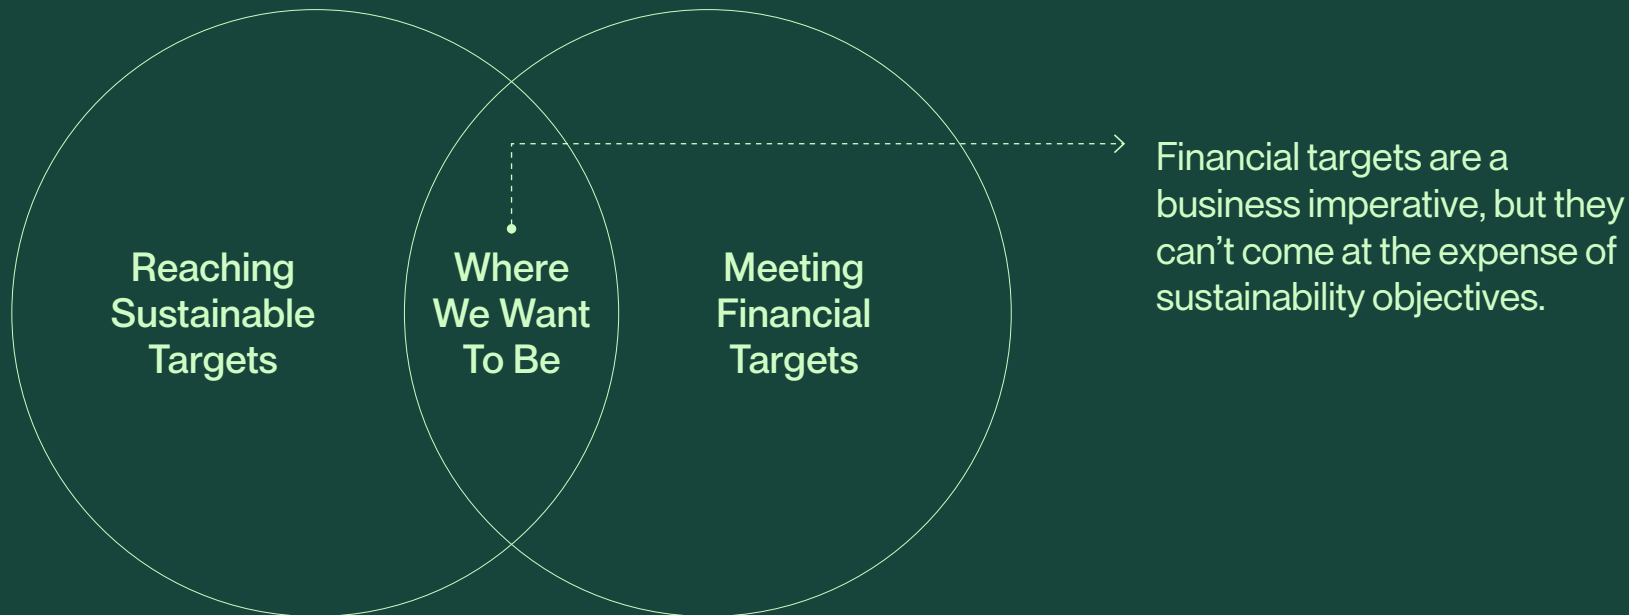 Reaching
Sustainable
Targets
Where
We Want
To Be
Meeting
Financial
Targets
Financial targets are a
business imperative, but they
can’t come at the expense of
sustainability objectives.